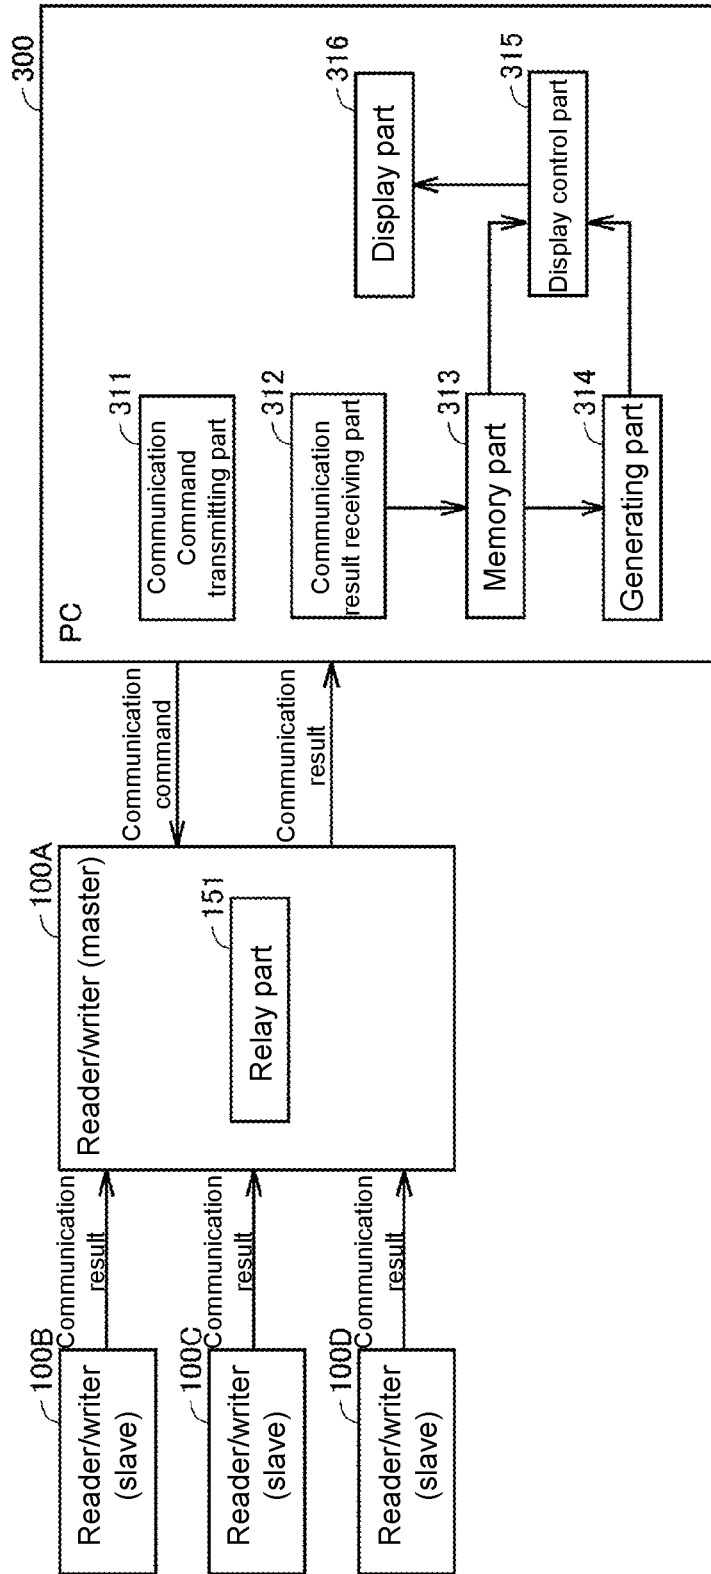 100B
Reader/writer
(slave)
Communication
result
100C
Reader/writer
(slave)
Communication
result
100D
Reader/writer
(slave)
Communication
result
100A
Reader/writer (master)
151
Relay part
Communication
command
Communication
result
300
PC
311
Communication
Command
transmitting part
312
Communication
result receiving part
313
Memory part
314
Generating part
316
Display part
315
Display control part